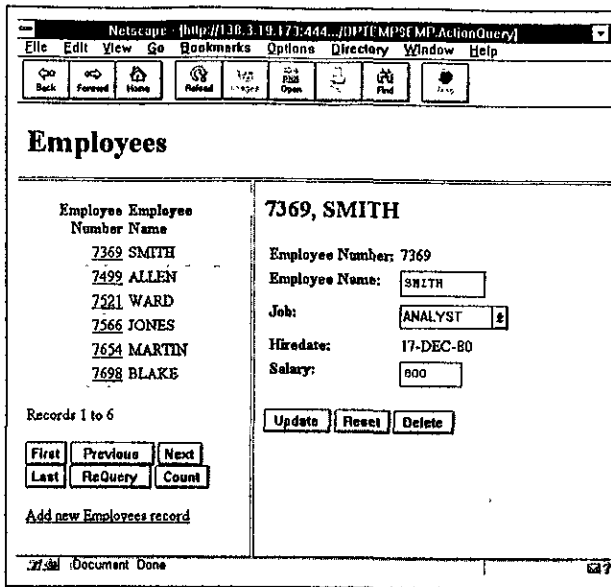 Netscape - [http://138.3.19.173:444.../OPTEMPSEMP.ActionQuery]
File Edit View Go Bookmarks Options Directory Window Help
Back Forward Home Reload Images Open Find Stop
Employees
Employee Employee
Number Name
7369 SMITH
7499 ALLEN
7521 WARD
7566 JONES
7654 MARTIN
7698 BLAKE
Records 1 to 6
First Previous Next
Last ReQuery Count
Add new Employees record
7369, SMITH
Employee Number: 7369
Employee Name: SMITH
Job: ANALYST
Hiredate: 17-DEC-80
Salary: 800
Update Reset Delete
Document Done